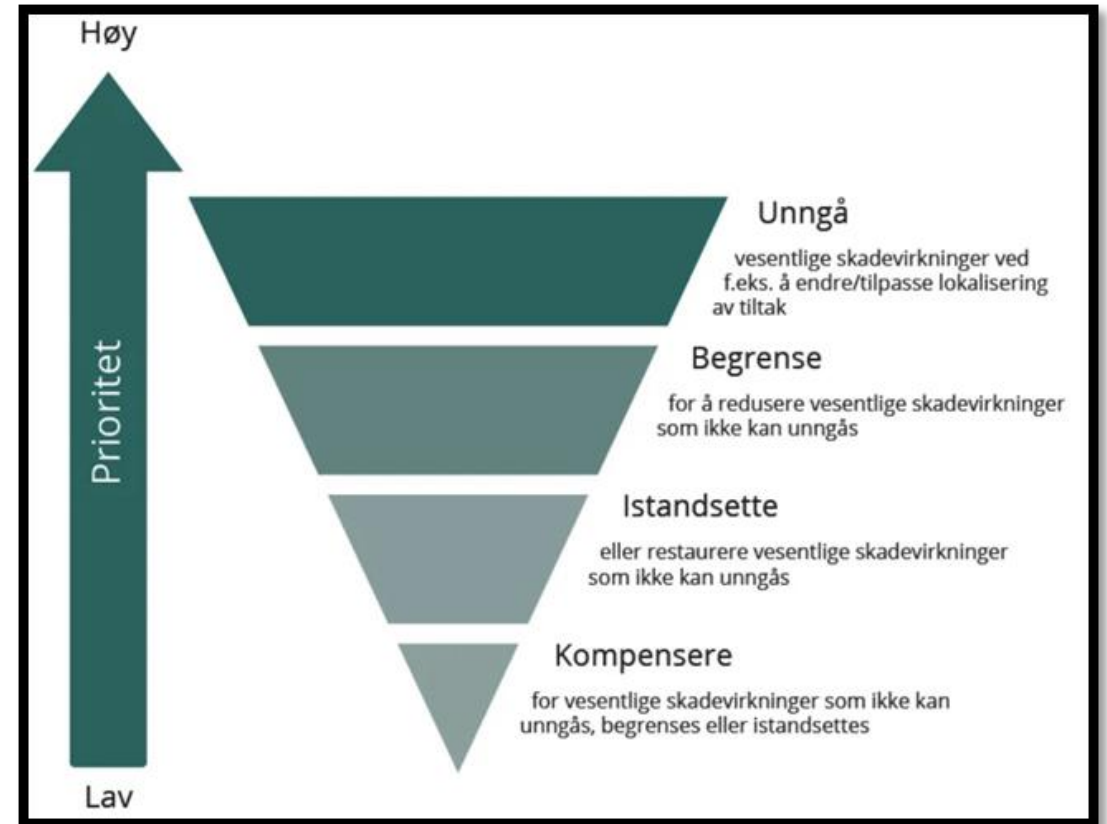 Høy
Prioritet
Unngå
vesentlige skadevirkninger ved
f.eks. å endre/tilpasse lokalisering
av tiltak
Begrense
for å redusere vesentlige skadevirkninger
som ikke kan unngås
Istandsette
eller restaurere vesentlige skadevirkninger
som ikke kan unngås
Kompensere
for vesentlige skadevirkninger som ikke kan
unngås, begrenses eller istandsettes
Lav